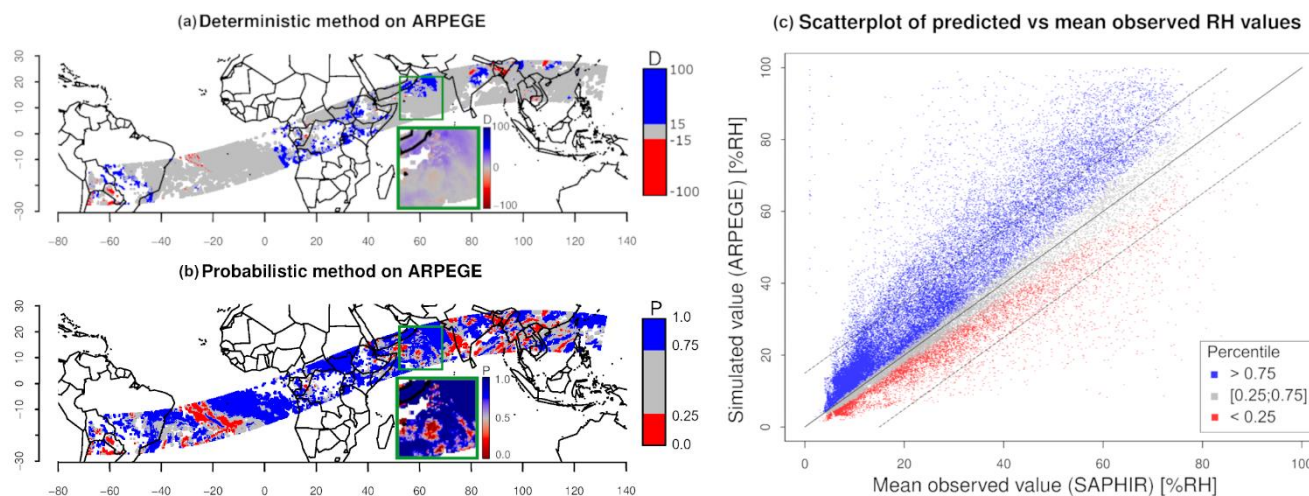 (a) Deterministic method on ARPEGE
30
20
10
0
-10
-20
-30
-80 -60 -40 -20 0 20 40 60 80 100 120 140
D
100
15
-15
-100
D
100
0
-100
(b) Probabilistic method on ARPEGE
30
20
10
0
-10
-20
-30
-80 -60 -40 -20 0 20 40 60 80 100 120 140
P
1.0
0.75
0.25
0.0
P
1.0
0.5
0.0
(c) Scatterplot of predicted vs mean observed RH values
Simulated value (ARPEGE) [%RH]
100
80
60
40
20
0
0 20 40 60 80 100
Mean observed value (SAPHIR) [%RH]
Percentile
> 0.75
[0.25;0.75]
< 0.25